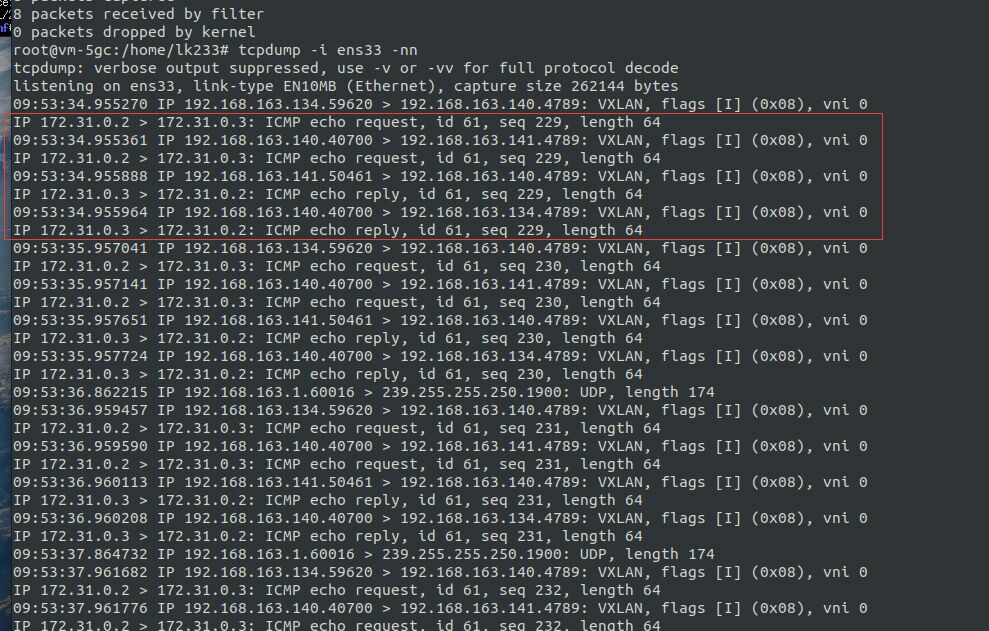 8 packets received by filter
0 packets dropped by kernel
root@vm-5gc:/home/lk233# tcpdump -i ens33 -nn
tcpdump: verbose output suppressed, use -v or -vv for full protocol decode
listening on ens33, link-type EN10MB (Ethernet), capture size 262144 bytes
09:53:34.955270 IP 192.168.163.134.59620 > 192.168.163.140.4789: VXLAN, flags [I] (0x08), vni 0
IP 172.31.0.2 > 172.31.0.3: ICMP echo request, id 61, seq 229, length 64
09:53:34.955361 IP 192.168.163.140.40700 > 192.168.163.141.4789: VXLAN, flags [I] (0x08), vni 0
IP 172.31.0.2 > 172.31.0.3: ICMP echo request, id 61, seq 229, length 64
09:53:34.955888 IP 192.168.163.141.50461 > 192.168.163.140.4789: VXLAN, flags [I] (0x08), vni 0
IP 172.31.0.3 > 172.31.0.2: ICMP echo reply, id 61, seq 229, length 64
09:53:34.955964 IP 192.168.163.140.40700 > 192.168.163.134.4789: VXLAN, flags [I] (0x08), vni 0
IP 172.31.0.3 > 172.31.0.2: ICMP echo reply, id 61, seq 229, length 64
09:53:35.957041 IP 192.168.163.134.59620 > 192.168.163.140.4789: VXLAN, flags [I] (0x08), vni 0
IP 172.31.0.2 > 172.31.0.3: ICMP echo request, id 61, seq 230, length 64
09:53:35.957141 IP 192.168.163.140.40700 > 192.168.163.141.4789: VXLAN, flags [I] (0x08), vni 0
IP 172.31.0.2 > 172.31.0.3: ICMP echo request, id 61, seq 230, length 64
09:53:35.957651 IP 192.168.163.141.50461 > 192.168.163.140.4789: VXLAN, flags [I] (0x08), vni 0
IP 172.31.0.3 > 172.31.0.2: ICMP echo reply, id 61, seq 230, length 64
09:53:35.957724 IP 192.168.163.140.40700 > 192.168.163.134.4789: VXLAN, flags [I] (0x08), vni 0
IP 172.31.0.3 > 172.31.0.2: ICMP echo reply, id 61, seq 230, length 64
09:53:36.862215 IP 192.168.163.1.60016 > 239.255.255.250.1900: UDP, length 174
09:53:36.959457 IP 192.168.163.134.59620 > 192.168.163.140.4789: VXLAN, flags [I] (0x08), vni 0
IP 172.31.0.2 > 172.31.0.3: ICMP echo request, id 61, seq 231, length 64
09:53:36.959590 IP 192.168.163.140.40700 > 192.168.163.141.4789: VXLAN, flags [I] (0x08), vni 0
IP 172.31.0.2 > 172.31.0.3: ICMP echo request, id 61, seq 231, length 64
09:53:36.960113 IP 192.168.163.141.50461 > 192.168.163.140.4789: VXLAN, flags [I] (0x08), vni 0
IP 172.31.0.3 > 172.31.0.2: ICMP echo reply, id 61, seq 231, length 64
09:53:36.960208 IP 192.168.163.140.40700 > 192.168.163.134.4789: VXLAN, flags [I] (0x08), vni 0
IP 172.31.0.3 > 172.31.0.2: ICMP echo reply, id 61, seq 231, length 64
09:53:37.864732 IP 192.168.163.1.60016 > 239.255.255.250.1900: UDP, length 174
09:53:37.961682 IP 192.168.163.134.59620 > 192.168.163.140.4789: VXLAN, flags [I] (0x08), vni 0
IP 172.31.0.2 > 172.31.0.3: ICMP echo request, id 61, seq 232, length 64
09:53:37.961776 IP 192.168.163.140.40700 > 192.168.163.141.4789: VXLAN, flags [I] (0x08), vni 0
IP 172.31.0.2 > 172.31.0.3: ICMP echo request, id 61, seq 232, length 64